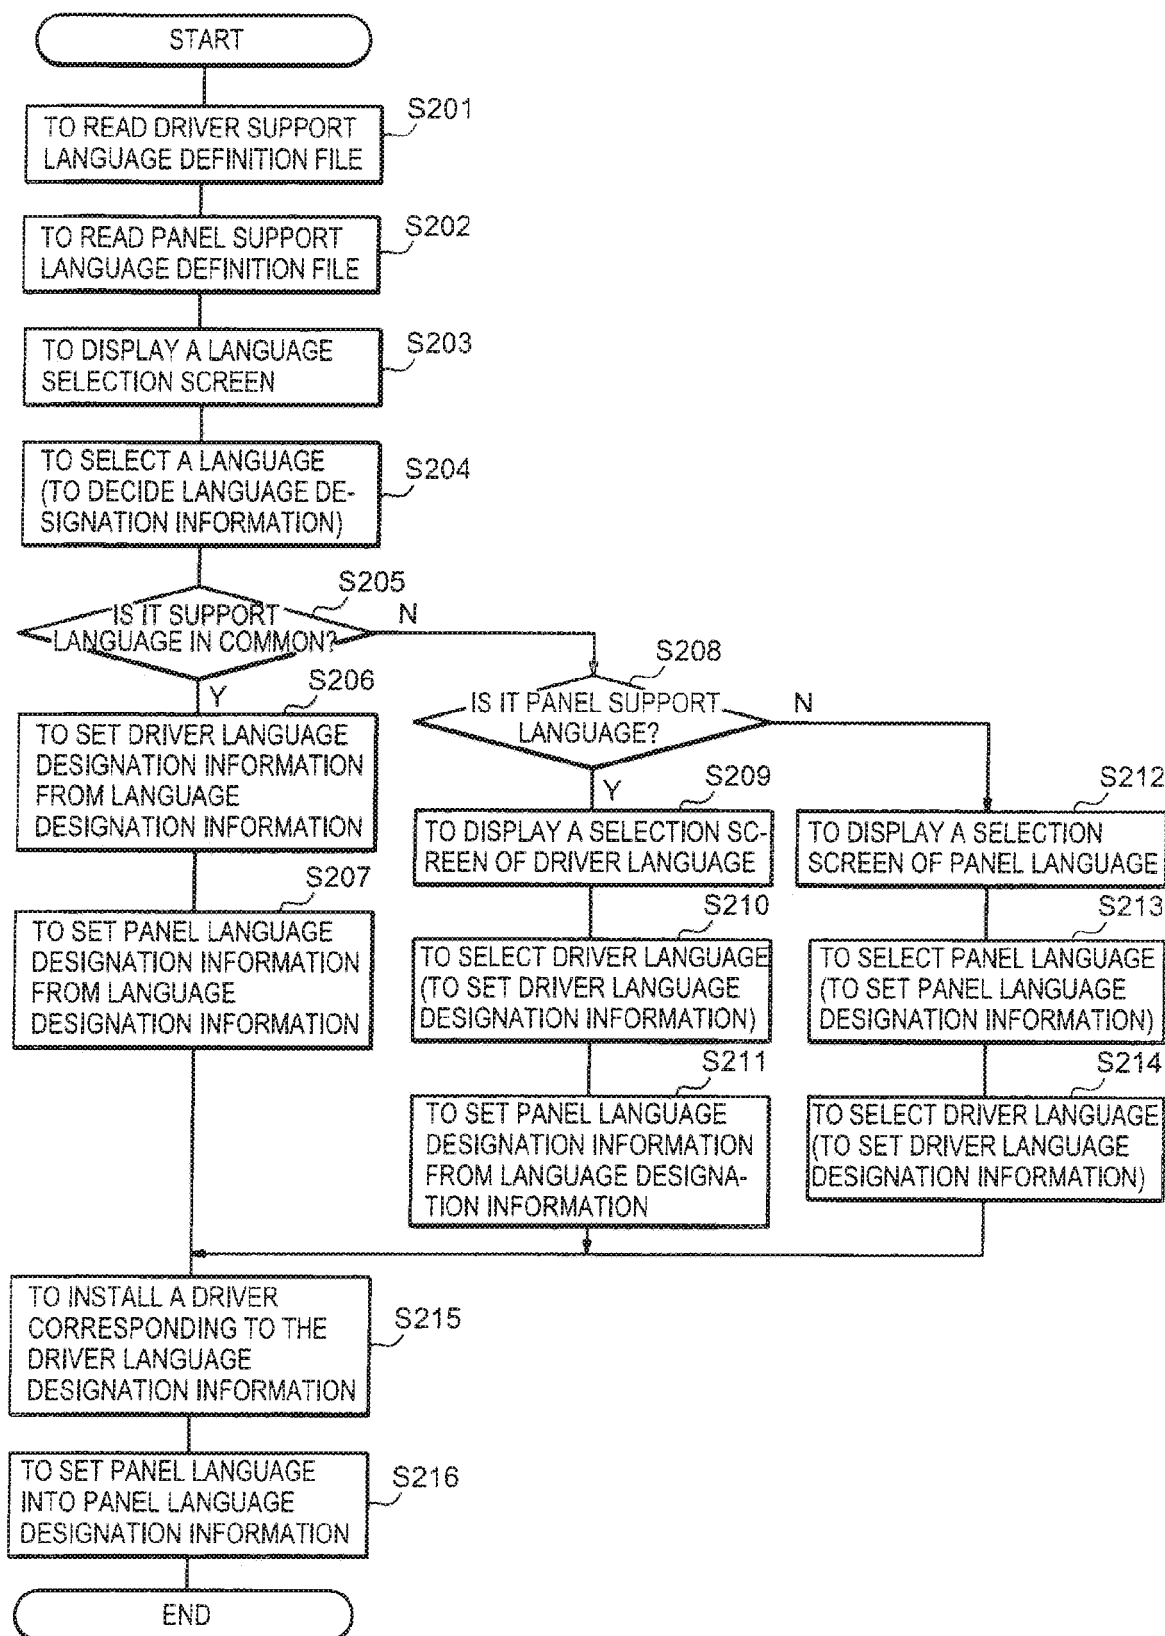 START
S201
TO READ DRIVER SUPPORT
LANGUAGE DEFINITION FILE
S202
TO READ PANEL SUPPORT
LANGUAGE DEFINITION FILE
S203
TO DISPLAY A LANGUAGE
SELECTION SCREEN
S204
TO SELECT A LANGUAGE
(TO DECIDE LANGUAGE DE-
SIGNATION INFORMATION)
S205
IS IT SUPPORT
LANGUAGE IN COMMON?
N
Y
S206
TO SET DRIVER LANGUAGE
DESIGNATION INFORMATION
FROM LANGUAGE
DESIGNATION INFORMATION
S207
TO SET PANEL LANGUAGE
DESIGNATION INFORMATION
FROM LANGUAGE
DESIGNATION INFORMATION
S208
IS IT PANEL SUPPORT
LANGUAGE?
N
Y
S209
TO DISPLAY A SELECTION SC-
REEN OF DRIVER LANGUAGE
S210
TO SELECT DRIVER LANGUAGE
(TO SET DRIVER LANGUAGE
DESIGNATION INFORMATION)
S211
TO SET PANEL LANGUAGE
DESIGNATION INFORMATION
FROM LANGUAGE DESIGNA-
TION INFORMATION
S212
TO DISPLAY A SELECTION
SCREEN OF PANEL LANGUAGE
S213
TO SELECT PANEL LANGUAGE
(TO SET PANEL LANGUAGE
DESIGNATION INFORMATION)
S214
TO SELECT DRIVER LANGUAGE
(TO SET DRIVER LANGUAGE
DESIGNATION INFORMATION)
S215
TO INSTALL A DRIVER
CORRESPONDING TO THE
DRIVER LANGUAGE
DESIGNATION INFORMATION
S216
TO SET PANEL LANGUAGE
INTO PANEL LANGUAGE
DESIGNATION INFORMATION
END